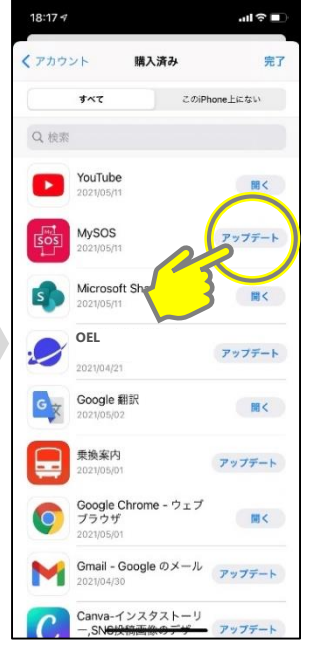 18:17
アカウント 購入済み 完了
すべて このiPhone上にない
検索
YouTube
2021/05/11
開く
MySOS
2021/05/11
アップデート
Microsoft Sha
2021/05/11
開く
OEL
2021/04/21
アップデート
Google 翻訳
2021/05/02
開く
乗換案内
2021/05/01
アップデート
Google Chrome - ウェブ
ブラウザ
2021/05/01
開く
Gmail - Google のメール
2021/04/30
アップデート
Canva-インスタストーリ
ー,SNS投稿画像のデザー
アップデート